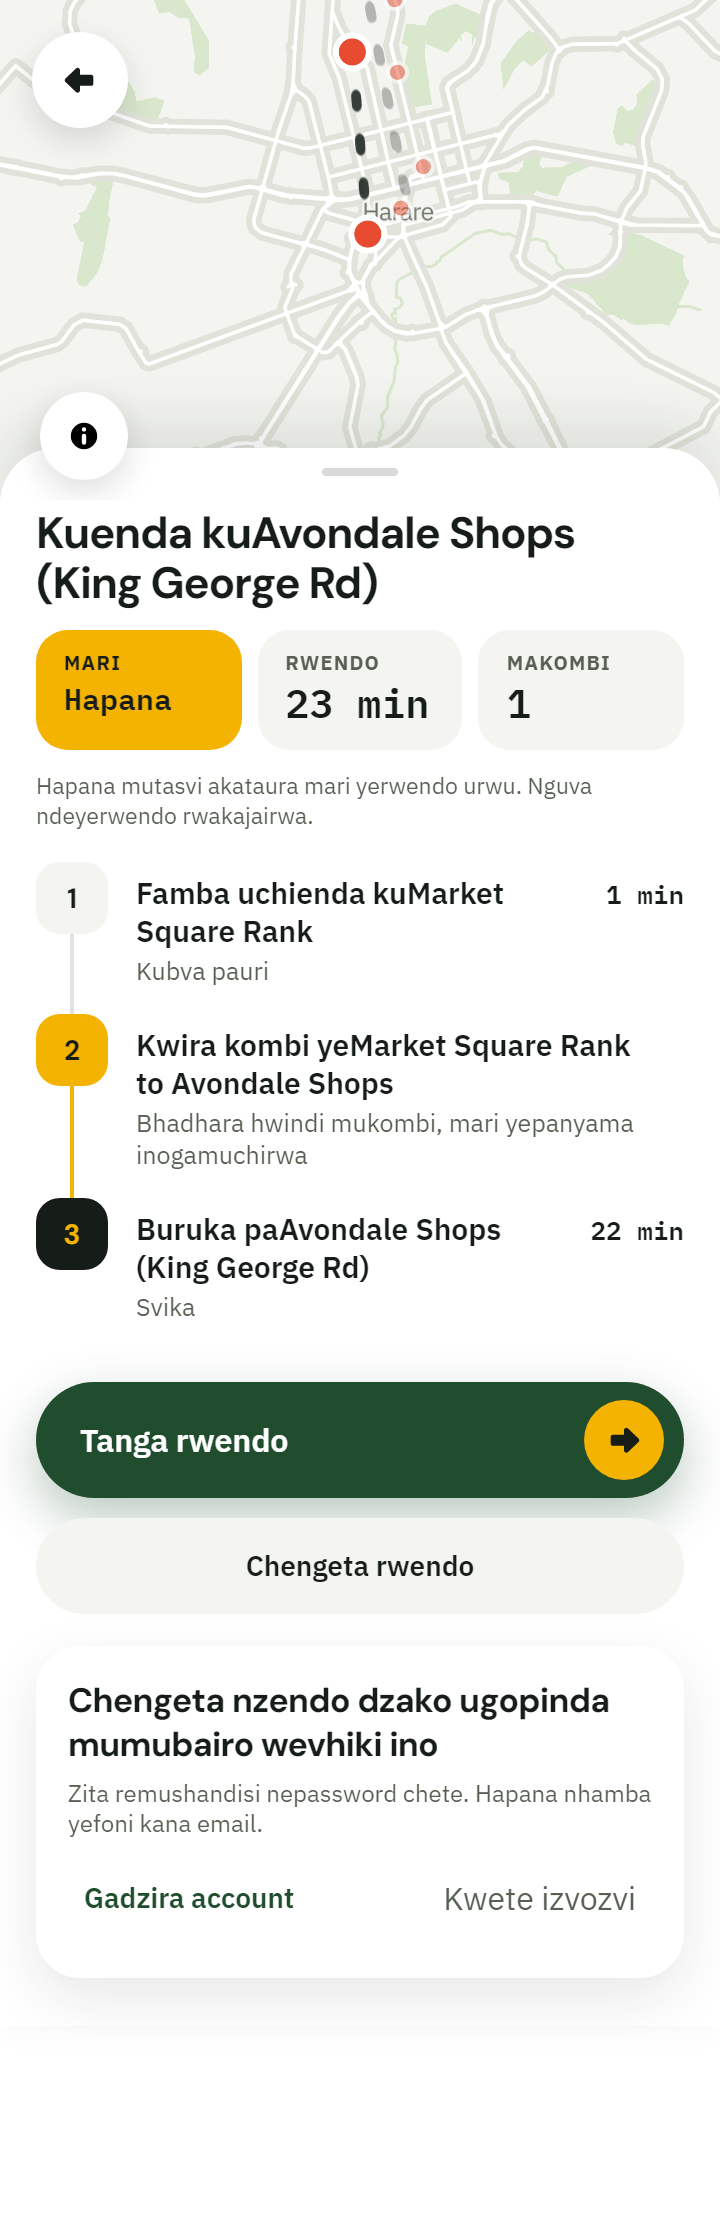 Harare
Kuenda kuAvondale Shops
(King George Rd)
MARI
Hapana
RWENDO
23 min
MAKOMBI
1
Hapana mutasvi akataura mari yerwendo urwu. Nguva
ndeyerwendo rwakajairwa.
1
Famba uchienda kuMarket
Square Rank
1 min
Kubva pauri
2
Kwira kombi yeMarket Square Rank
to Avondale Shops
Bhadhara hwindi mukombi, mari yepanyama
inogamuchirwa
3
Buruka paAvondale Shops
(King George Rd)
22 min
Svika
Tanga rwendo
Chengeta rwendo
Chengeta nzendo dzako ugopinda
mumubairo wevhiki ino
Zita remushandisi nepassword chete. Hapana nhamba
yefoni kana email.
Gadzira account
Kwete izvozvi